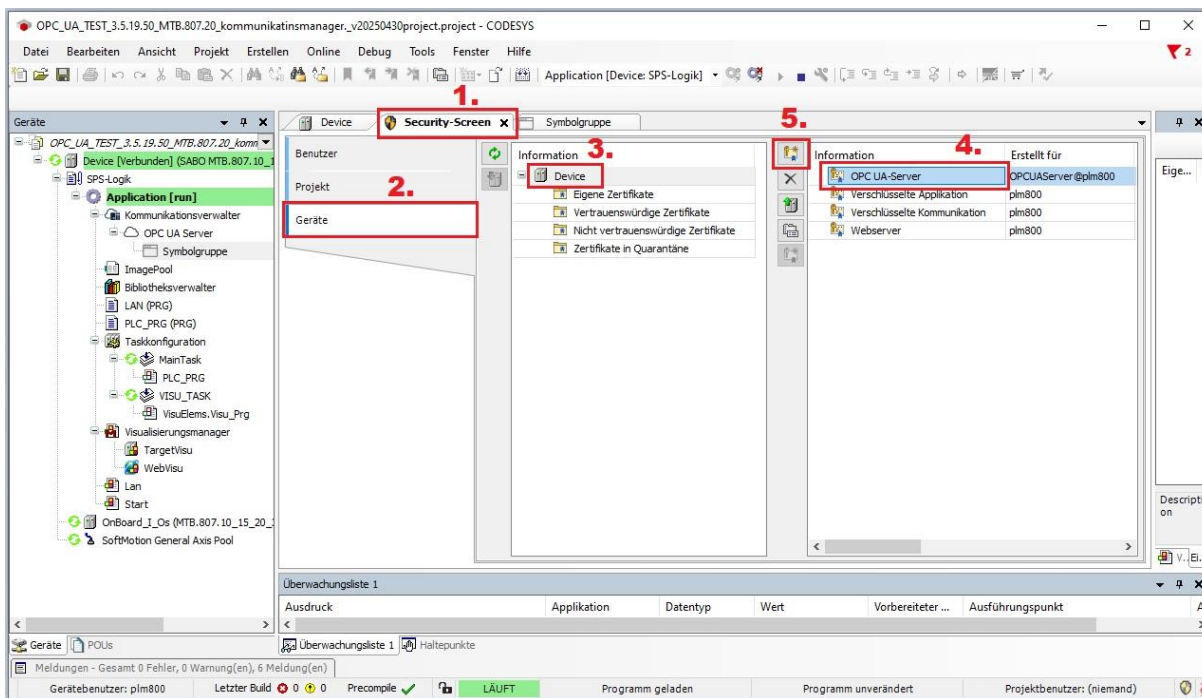 OPC_UA_TEST_3.5.19.50_MTB.807.20_kommunikatinsmanager._v20250430project.project - CODESYS
Datei Bearbeiten Ansicht Projekt Erstellen Online Debug Tools Fenster Hilfe
2
Application [Device: SPS-Logik]
1.
Geräte
OPC_UA_TEST_3.5.19.50_MTB.807.20_komn
Device [Verbunden] (SABO MTB.807.10_1
SPS-Logik
Application [run]
Kommunikationsverwalter
OPC UA Server
Symbolgruppe
ImagePool
Bibliotheksverwalter
LAN (PRG)
PLC_PRG (PRG)
Taskkonfiguration
MainTask
PLC_PRG
VISU_TASK
VisuElems.Visu_Prg
Visualisierungsmanager
TargetVisu
WebVisu
Lan
Start
OnBoard_I_Os (MTB.807.10_15_20_
SoftMotion General Axis Pool
Geräte POUs
Device Security-Screen Symbolgruppe
Benutzer
Projekt
2.
Geräte
Information
3.
Device
Eigene Zertifikate
Vertrauenswürdige Zertifikate
Nicht vertrauenswürdige Zertifikate
Zertifikate in Quarantäne
5.
Information Erstellt für
4.
OPC UA-Server OPCUAServer@plm800
Verschlüsselte Applikation plm800
Verschlüsselte Kommunikation plm800
Webserver plm800
Eige...
Descripti
on
V... Ei.
Überwachungsliste 1
Ausdruck Applikation Datentyp Wert Vorbereiteter ... Ausführungspunkt
Überwachungsliste 1 Haltepunkte
Meldungen - Gesamt 0 Fehler, 0 Warnung(en), 6 Meldung(en)
Gerätebenutzer: plm800 Letzter Build 0 0 Precompile LÄUFT Programm geladen Programm unverändert Projektbenutzer: (niemand)